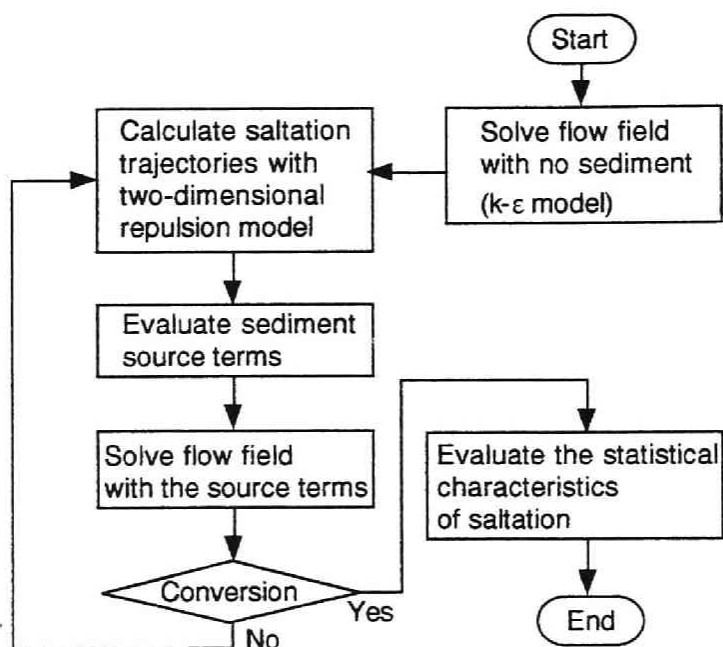 Start
Solve flow field
with no sediment
(k-ε model)
Calculate saltation
trajectories with
two-dimensional
repulsion model
Evaluate sediment
source terms
Solve flow field
with the source terms
Conversion
Yes
No
Evaluate the statistical
characteristics
of saltation
End